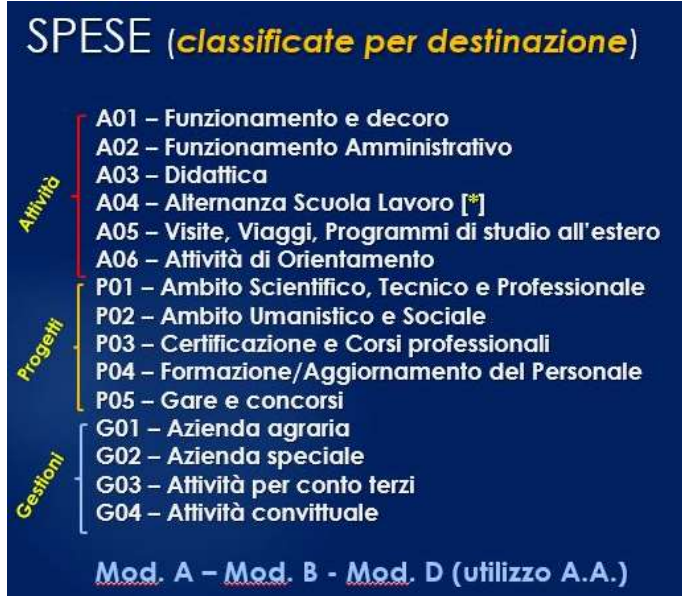 SPESE (classificate per destinazione)
Attività
A01 – Funzionamento e decoro
A02 – Funzionamento Amministrativo
A03 – Didattica
A04 – Alternanza Scuola Lavoro [*]
A05 – Visite, Viaggi, Programmi di studio all'estero
A06 – Attività di Orientamento
Progetti
P01 – Ambito Scientifico, Tecnico e Professionale
P02 – Ambito Umanistico e Sociale
P03 – Certificazione e Corsi professionali
P04 – Formazione/Aggiornamento del Personale
P05 – Gare e concorsi
Gestioni
G01 – Azienda agraria
G02 – Azienda speciale
G03 – Attività per conto terzi
G04 – Attività convittuale
Mod. A – Mod. B - Mod. D (utilizzo A.A.)